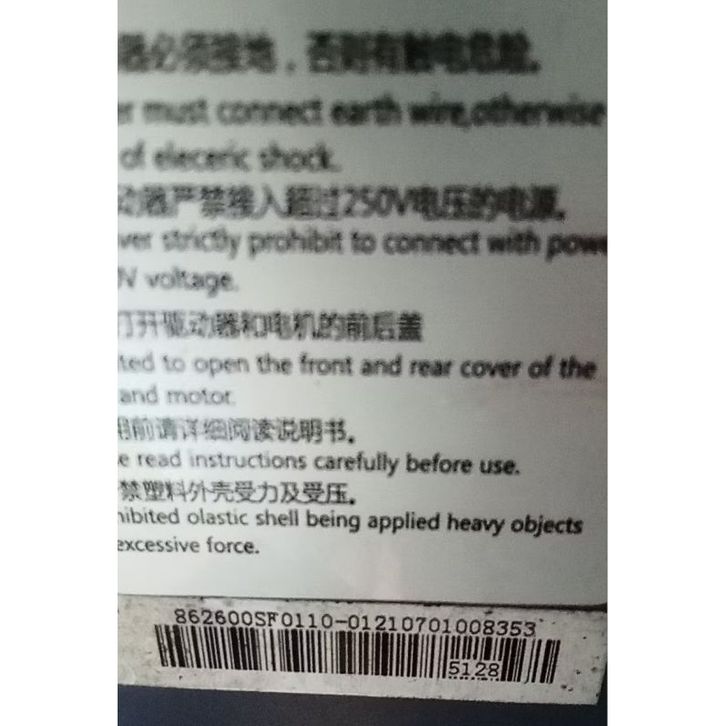 器必须接地，否则有触电危险。
er must connect earth wire,otherwise
of eleceric shock.
动器严禁接入超过250V电压的电源。
ver strictly prohibit to connect with powe
V voltage.
打开驱动器和电机的前后盖
ted to open the front and rear cover of the
and motor.
用前请详细阅读说明书。
e read instructions carefully before use.
禁塑料外壳受力及受压。
hibited olastic shell being applied heavy objects
excessive force.
862600SF0110-01210701008353
5128